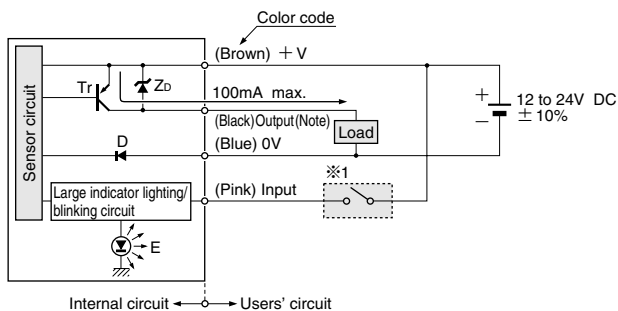 Color code
(Brown) +V
Tr
ZD
100mA max.
Sensor circuit
(Black) Output (Note)
Load
+
−
12 to 24V DC
±10%
D
(Blue) 0V
※1
Large indicator lighting/
blinking circuit
(Pink) Input
E
Internal circuit
Users' circuit